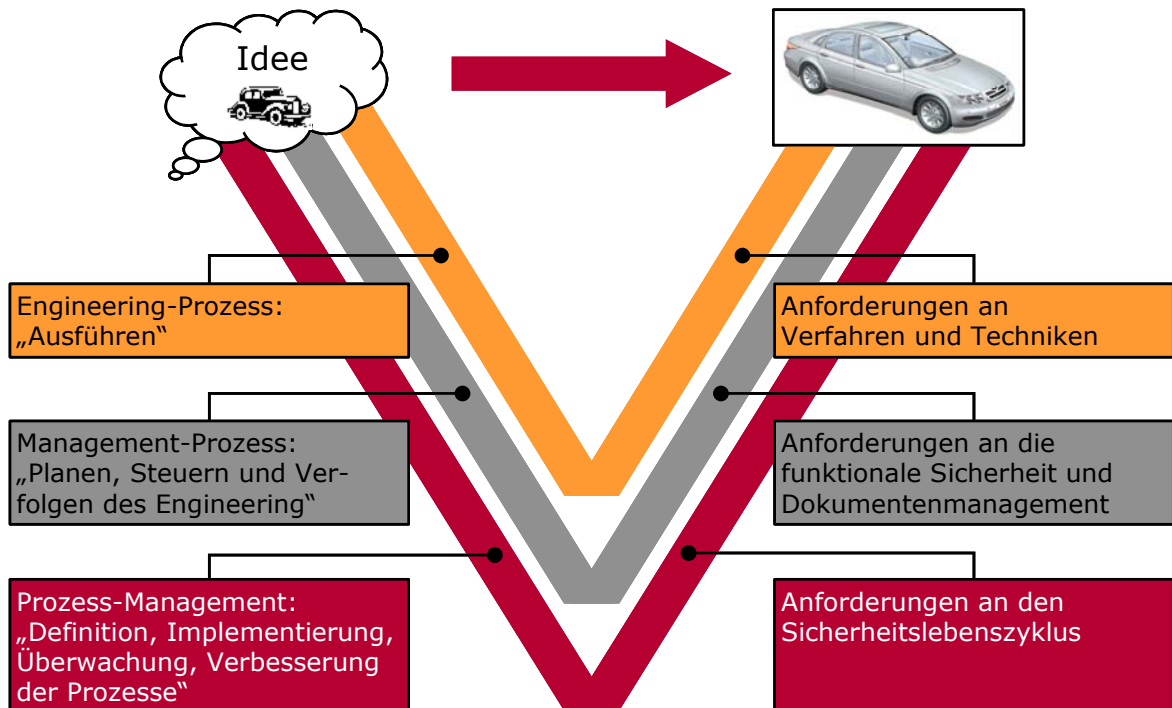 Idee
Engineering-Prozess:
„Ausführen“
Anforderungen an
Verfahren und Techniken
Management-Prozess:
„Planen, Steuern und Ver-
folgen des Engineering“
Anforderungen an die
funktionale Sicherheit und
Dokumentenmanagement
Prozess-Management:
„Definition, Implementierung,
Überwachung, Verbesserung
der Prozesse“
Anforderungen an den
Sicherheitslebenszyklus